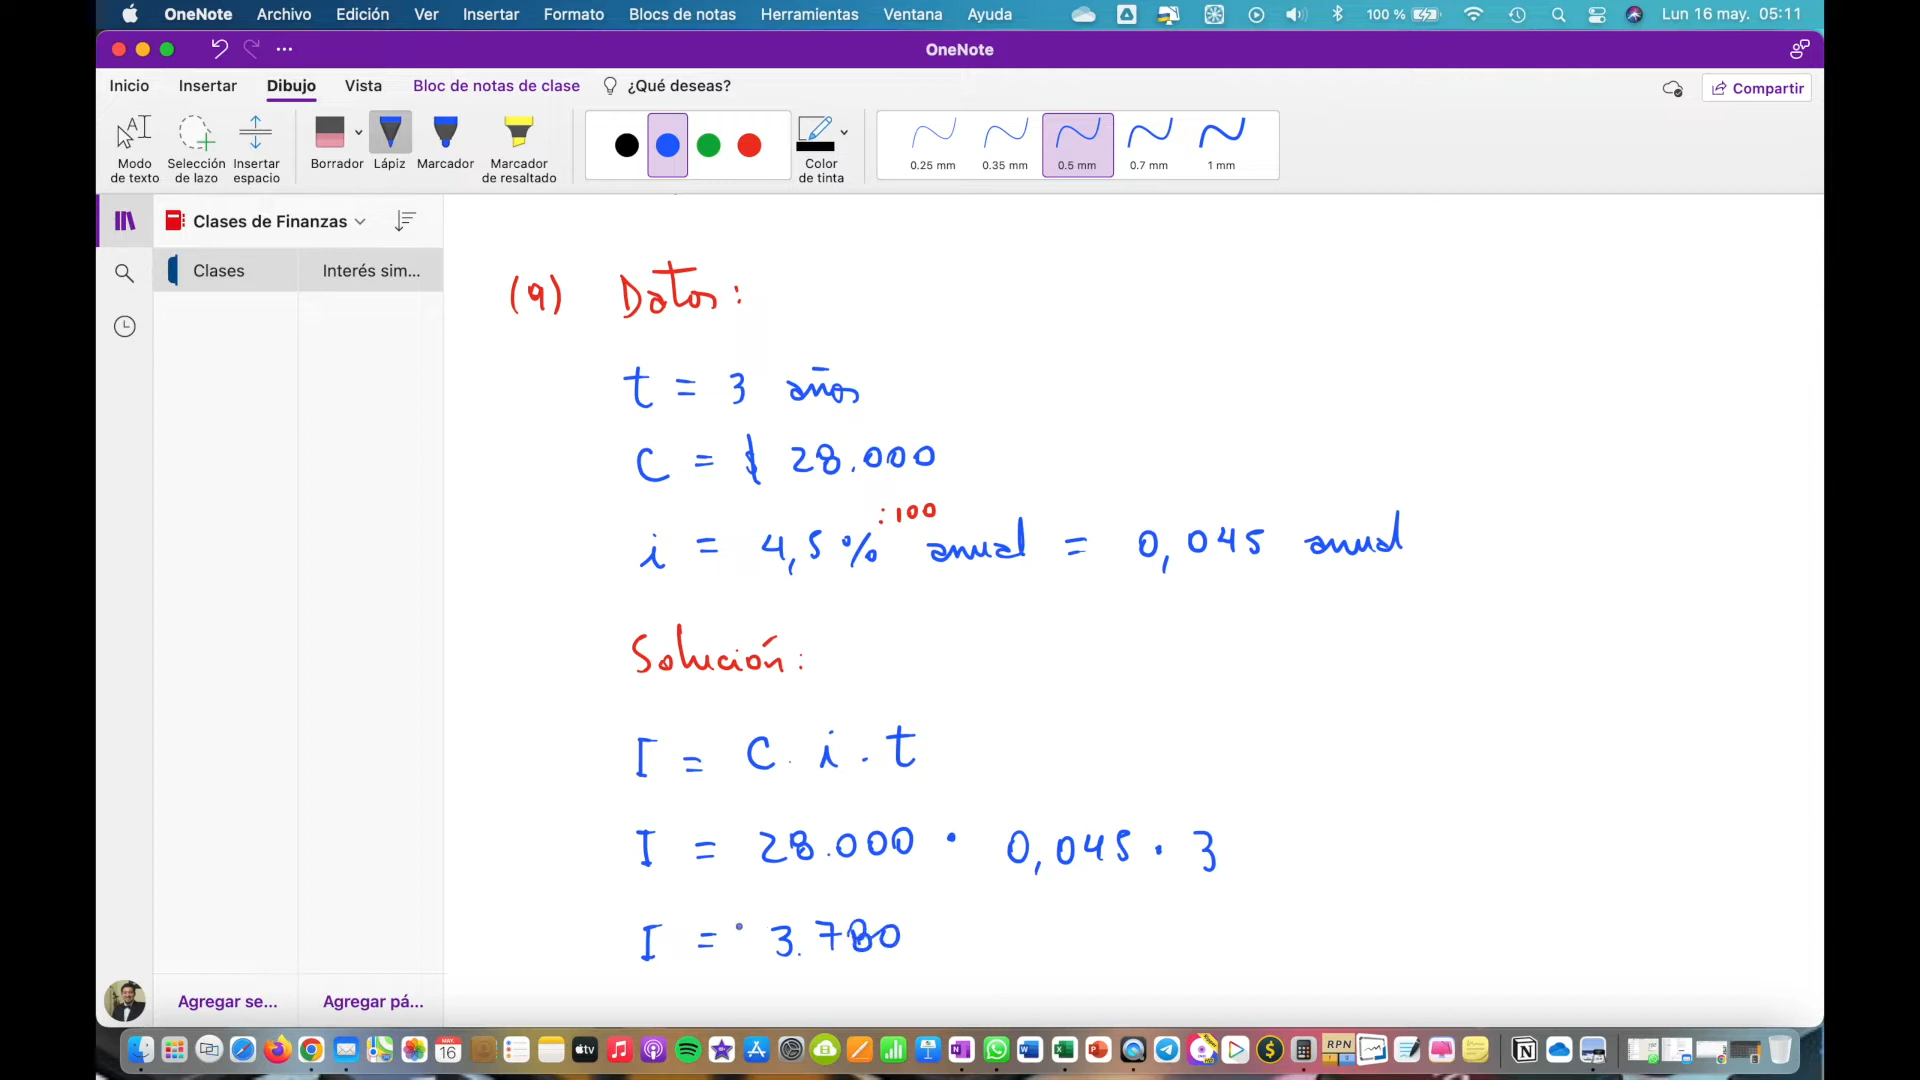 OneNote Archivo Edición Ver Insertar Formato Blocs de notas Herramientas Ventana Ayuda 100 % Lun 16 may. 05:11
OneNote
Inicio Insertar Dibujo Vista Bloc de notas de clase ¿Qué deseas? Compartir
Modo de texto
Selección de lazo
Insertar espacio
Borrador
Lápiz
Marcador
Marcador de resaltado
Color de tinta
0.25 mm 0.35 mm 0.5 mm 0.7 mm 1 mm
Clases de Finanzas
Clases Interés sim...
(9) Datos:
t = 3 años
C = $ 28.000
:100
i = 4,5% anual = 0,045 anual
Solución:
I = C. i. t
I = 28.000 · 0,045 · 3
I = 3.780
Agregar se... Agregar pá...
MAY. 16
tv
RPN